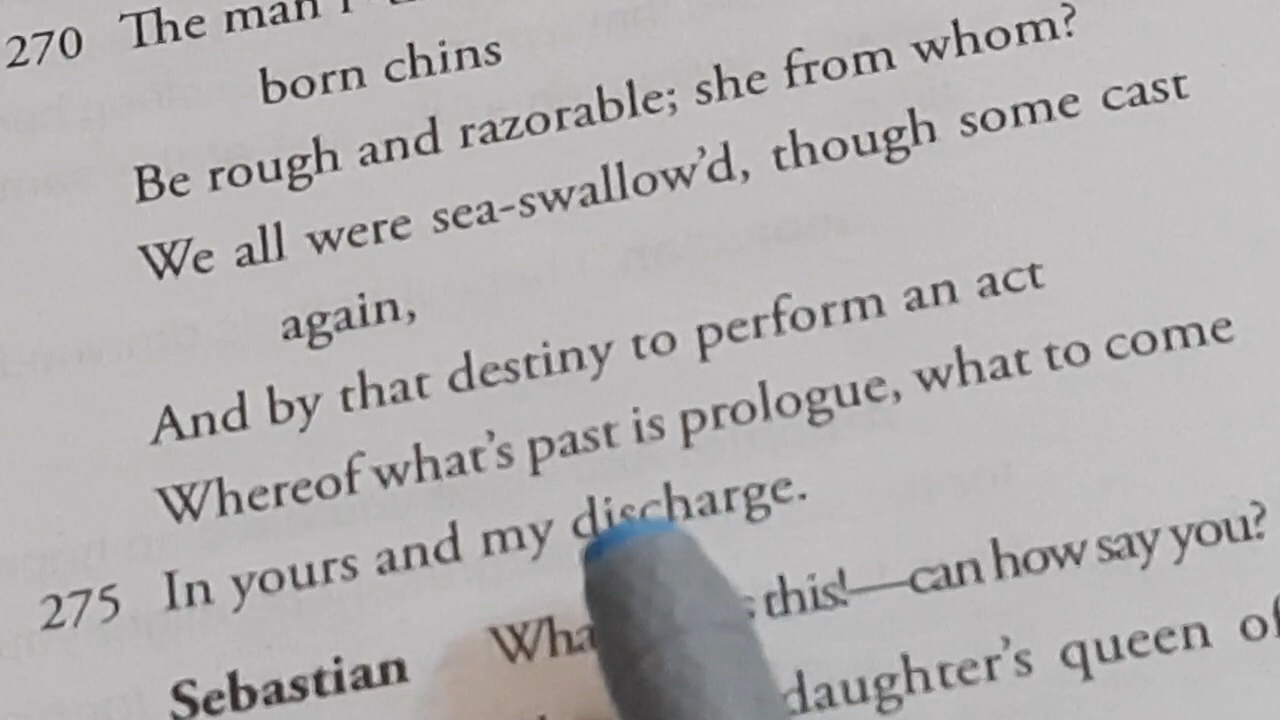 270 The man
born chins
Be rough and razorable; she from whom?
We all were sea-swallow'd, though some cast
again,
And by that destiny to perform an act
Whereof what's past is prologue, what to come
275 In yours and my discharge.
Sebastian this!—can how say you?
daughter's queen of